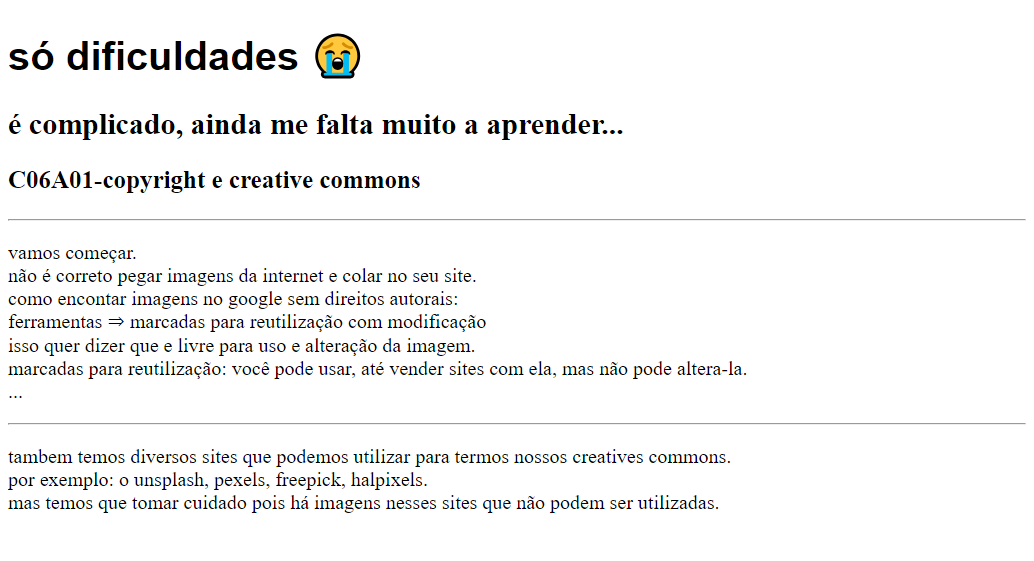 só dificuldades 😭
é complicado, ainda me falta muito a aprender...
C06A01-copyright e creative commons
vamos começar.
não é correto pegar imagens da internet e colar no seu site.
como encontar imagens no google sem direitos autorais:
ferramentas ⇒ marcadas para reutilização com modificação
isso quer dizer que e livre para uso e alteração da imagem.
marcadas para reutilização: você pode usar, até vender sites com ela, mas não pode altera-la.
...
tambem temos diversos sites que podemos utilizar para termos nossos creatives commons.
por exemplo: o unsplash, pexels, freepick, halpixels.
mas temos que tomar cuidado pois há imagens nesses sites que não podem ser utilizadas.